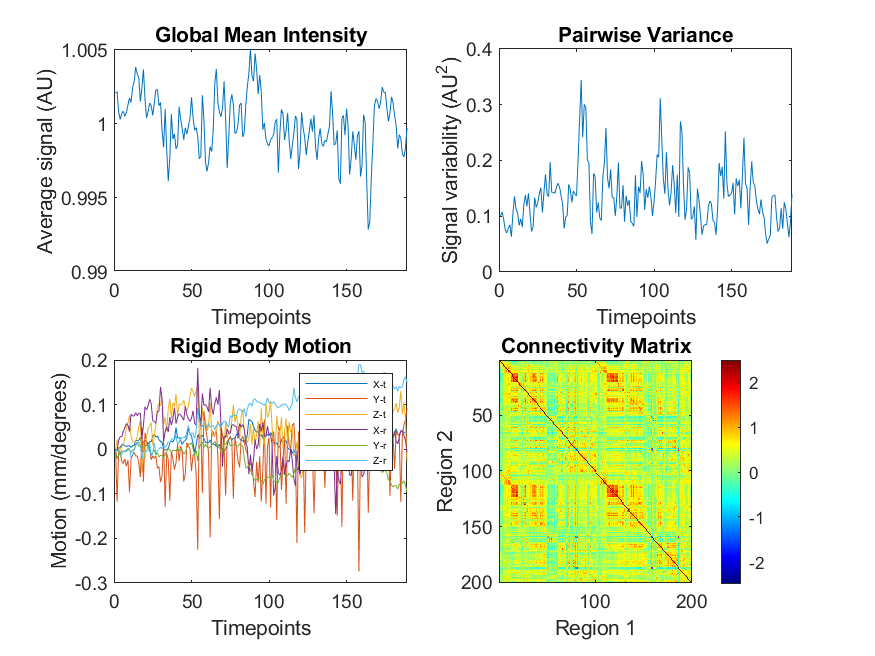 Global Mean Intensity
1.005
1
0.995
0.99
Average signal (AU)
0
50
100
150
Timepoints
Pairwise Variance
0.4
0.3
0.2
0.1
0
Signal variability (AU²)
0
50
100
150
Timepoints
Rigid Body Motion
0.2
0.1
0
-0.1
-0.2
-0.3
Motion (mm/degrees)
0
50
100
150
Timepoints
X-t
Y-t
Z-t
X-r
Y-r
Z-r
Connectivity Matrix
50
100
150
200
Region 2
100
200
Region 1
2
1
0
-1
-2